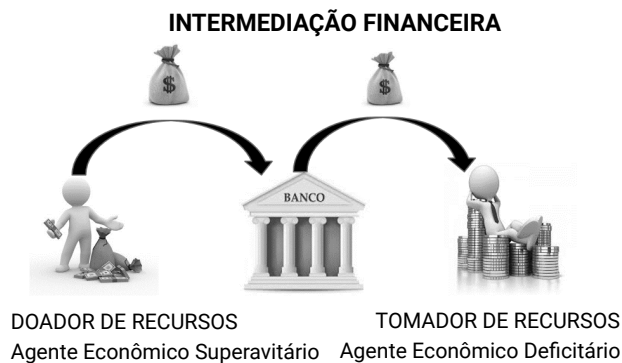 INTERMEDIAÇÃO FINANCEIRA
$
$
BANCO
DOADOR DE RECURSOS
Agente Econômico Superavitário
TOMADOR DE RECURSOS
Agente Econômico Deficitário